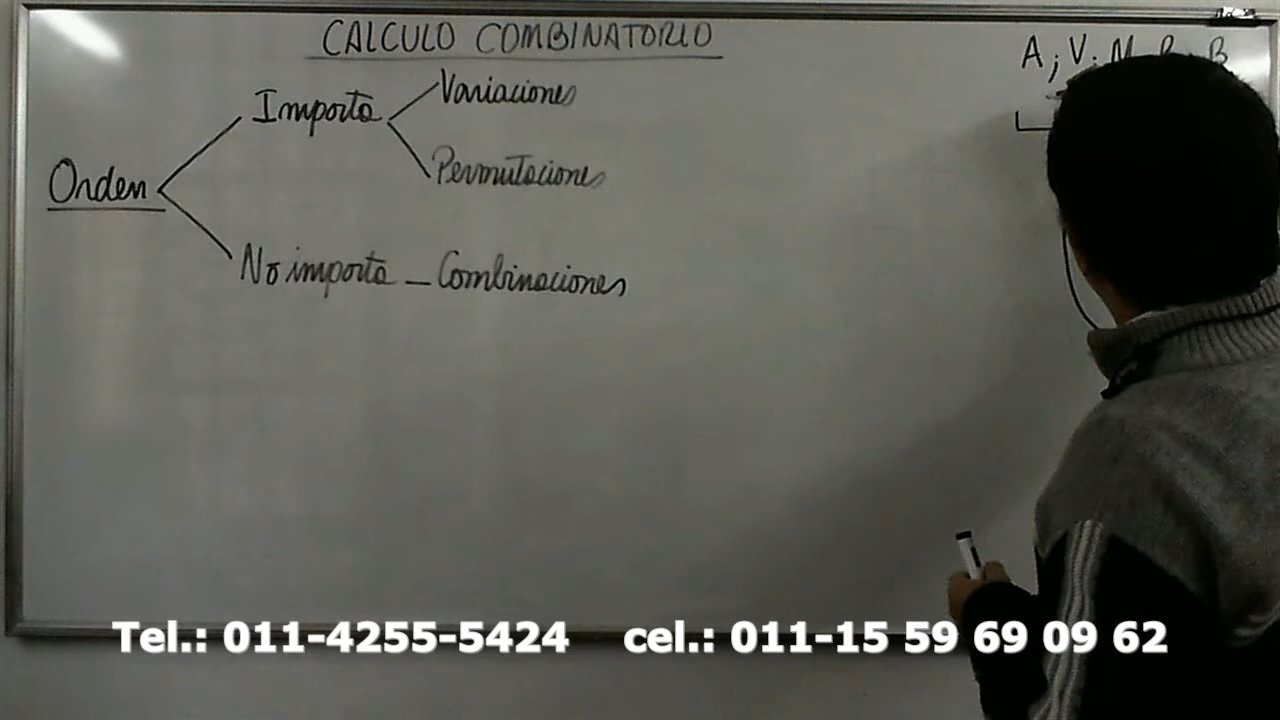 CALCULO COMBINATORIO
A; V;
Importa
Variaciones
Permutaciones
Orden
No importa - Combinaciones
Tel.: 011-4255-5424 cel.: 011-15 59 69 09 62